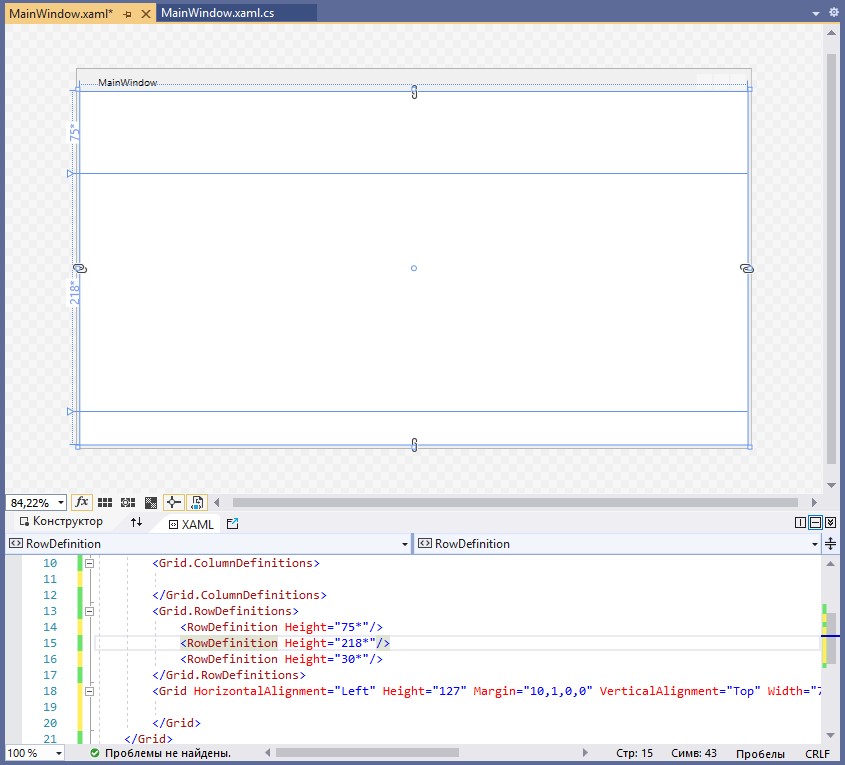 MainWindow.xaml* MainWindow.xaml.cs
MainWindow
75*
218*
84,22% fx
Конструктор XAML
RowDefinition RowDefinition
10 <Grid.ColumnDefinitions>
11
12 </Grid.ColumnDefinitions>
13 <Grid.RowDefinitions>
14 <RowDefinition Height="75*"/>
15 <RowDefinition Height="218*"/>
16 <RowDefinition Height="30*"/>
17 </Grid.RowDefinitions>
18 <Grid HorizontalAlignment="Left" Height="127" Margin="10,1,0,0" VerticalAlignment="Top" Width="7
19
20 </Grid>
21 </Grid>
100 % Проблемы не найдены. Стр: 15 Симв: 43 Пробелы CRLF